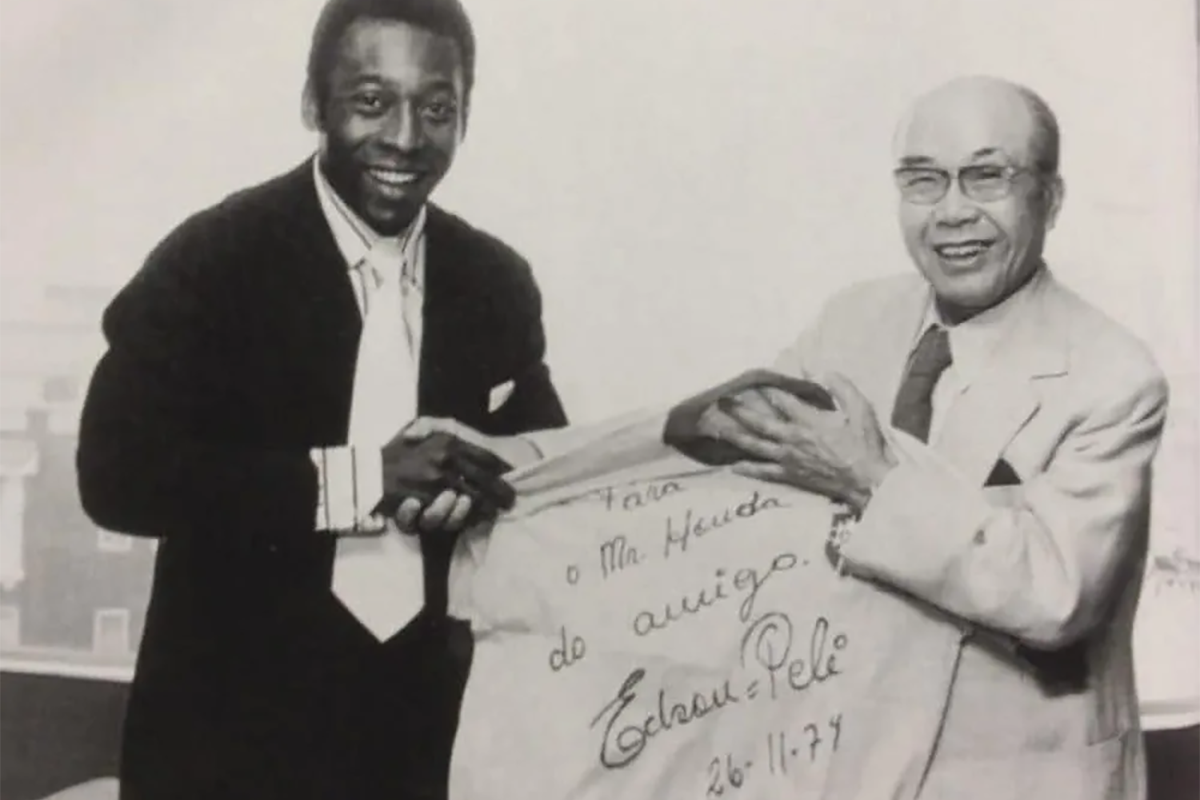 Para
o Mr. Honda
do amigo.
Edson=Pelé
26-11-74